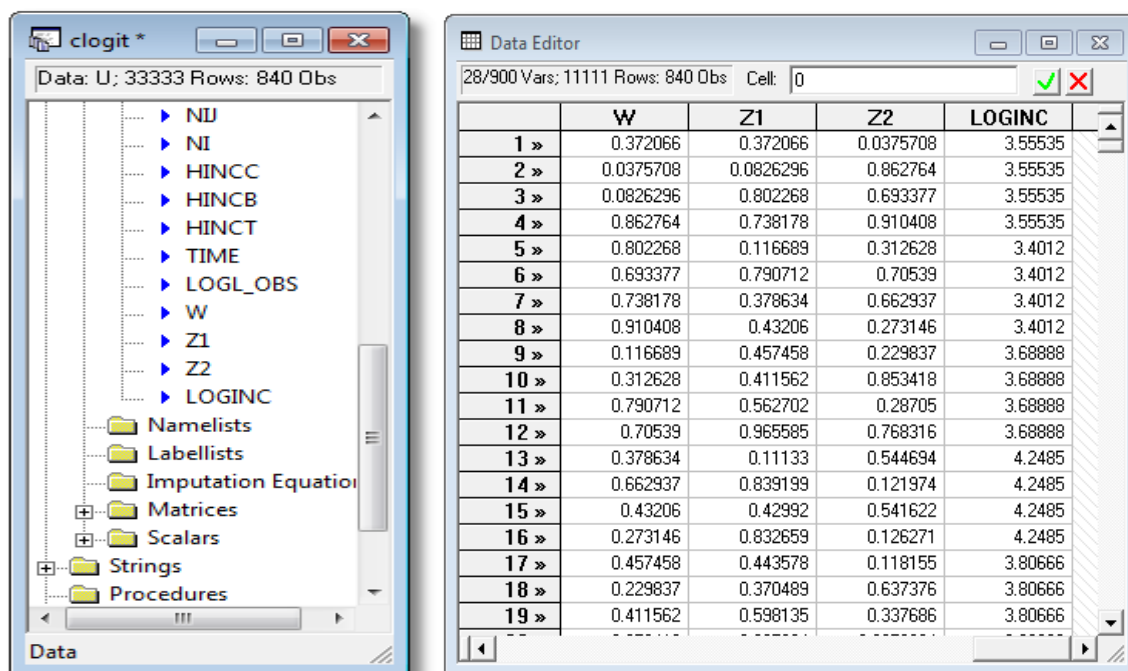 clogit *
Data: U; 33333 Rows: 840 Obs
NIJ
NI
HINCC
HINCB
HINCT
TIME
LOGL_OBS
W
Z1
Z2
LOGINC
Namelists
Labellists
Imputation Equation
Matrices
Scalars
Strings
Procedures
Data
Data Editor
28/900 Vars; 11111 Rows: 840 Obs Cell: 0
W Z1 Z2 LOGINC
1 » 0.372066 0.372066 0.0375708 3.55535
2 » 0.0375708 0.0826296 0.862764 3.55535
3 » 0.0826296 0.802268 0.693377 3.55535
4 » 0.862764 0.738178 0.910408 3.55535
5 » 0.802268 0.116689 0.312628 3.4012
6 » 0.693377 0.790712 0.70539 3.4012
7 » 0.738178 0.378634 0.662937 3.4012
8 » 0.910408 0.43206 0.273146 3.4012
9 » 0.116689 0.457458 0.229837 3.68888
10 » 0.312628 0.411562 0.853418 3.68888
11 » 0.790712 0.562702 0.28705 3.68888
12 » 0.70539 0.965585 0.768316 3.68888
13 » 0.378634 0.11133 0.544694 4.2485
14 » 0.662937 0.839199 0.121974 4.2485
15 » 0.43206 0.42992 0.541622 4.2485
16 » 0.273146 0.832659 0.126271 4.2485
17 » 0.457458 0.443578 0.118155 3.80666
18 » 0.229837 0.370489 0.637376 3.80666
19 » 0.411562 0.598135 0.337686 3.80666